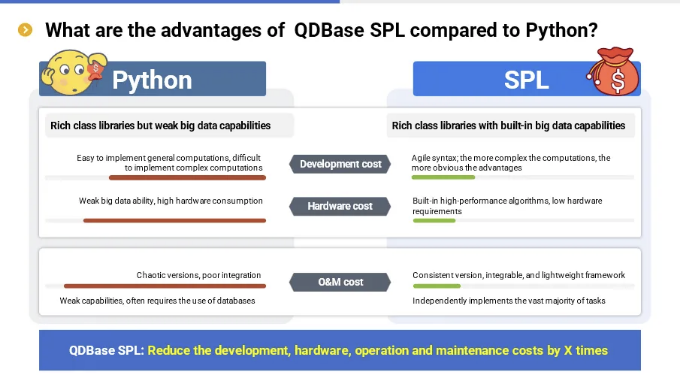 What are the advantages of QDBase SPL compared to Python?
Python
SPL
$
Rich class libraries but weak big data capabilities
Rich class libraries with built-in big data capabilities
Easy to implement general computations, difficult
to implement complex computations
Development cost
Agile syntax; the more complex the computations, the
more obvious the advantages
Weak big data ability, high hardware consumption
Hardware cost
Built-in high-performance algorithms, low hardware
requirements
Chaotic versions, poor integration
O&M cost
Consistent version, integrable, and lightweight framework
Weak capabilities, often requires the use of databases
Independently implements the vast majority of tasks
QDBase SPL: Reduce the development, hardware, operation and maintenance costs by X times